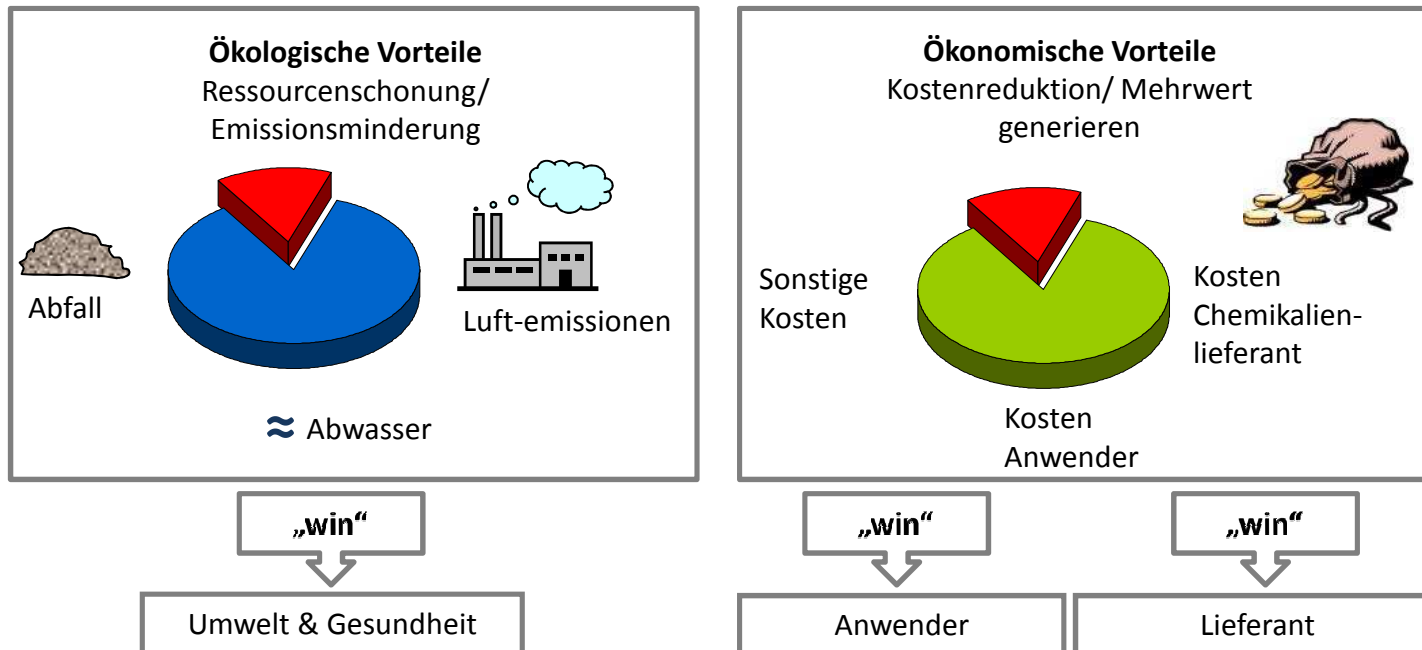 Ökologische Vorteile
Ressourcenschonung/
Emissionsminderung
Abfall
Luft-emissionen
≈ Abwasser
Ökonomische Vorteile
Kostenreduktion/ Mehrwert
generieren
Sonstige
Kosten
Kosten
Chemikalien-
lieferant
Kosten
Anwender
„win“
„win“
„win“
Umwelt & Gesundheit
Anwender
Lieferant